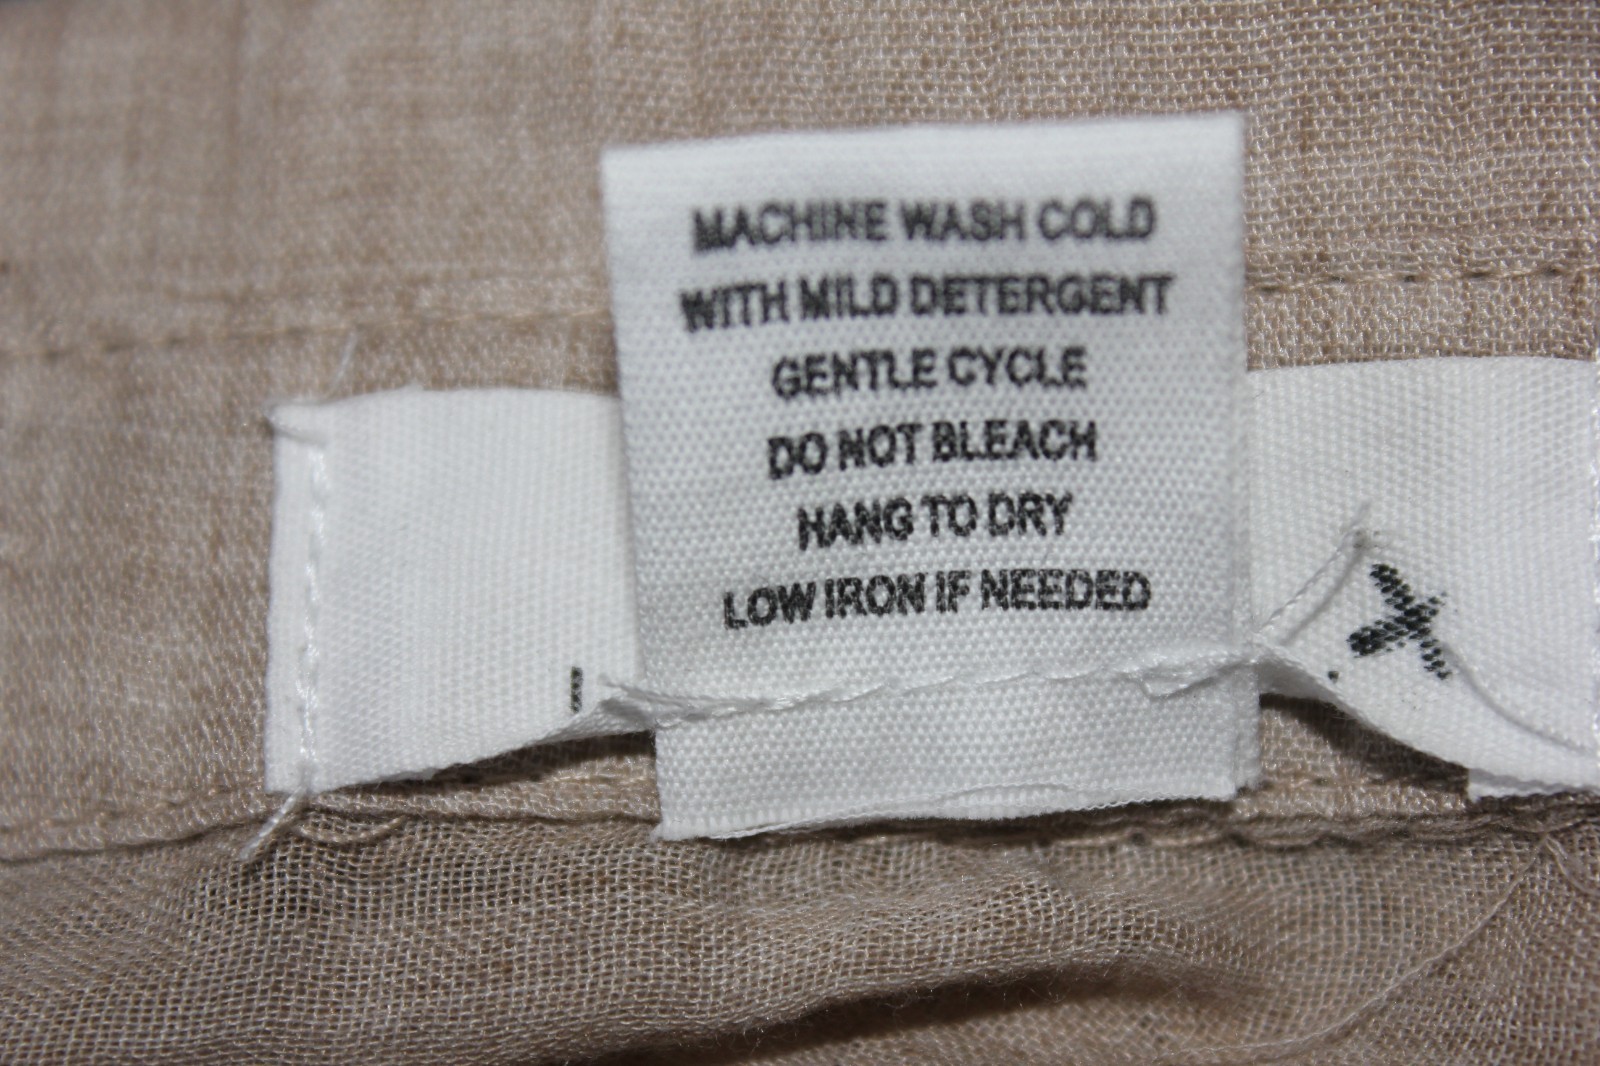 MACHINE WASH COLD
WITH MILD DETERGENT
GENTLE CYCLE
DO NOT BLEACH
HANG TO DRY
LOW IRON IF NEEDED